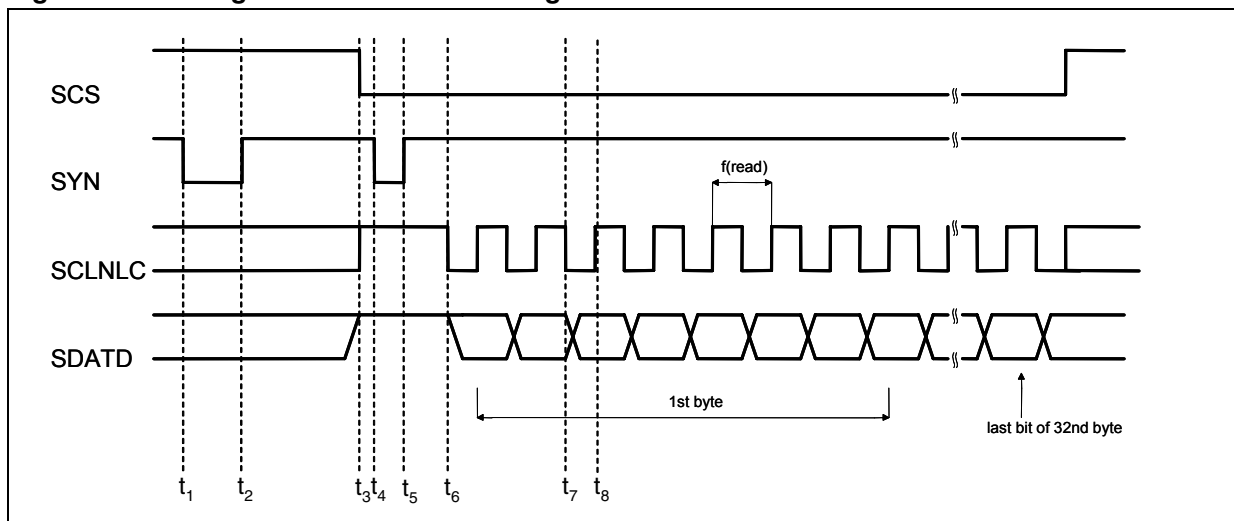 SCS
SYN
f(read)
SCLNLC
SDATD
1st byte
last bit of 32nd byte
t1 t2 t3 t4 t5 t6 t7 t8